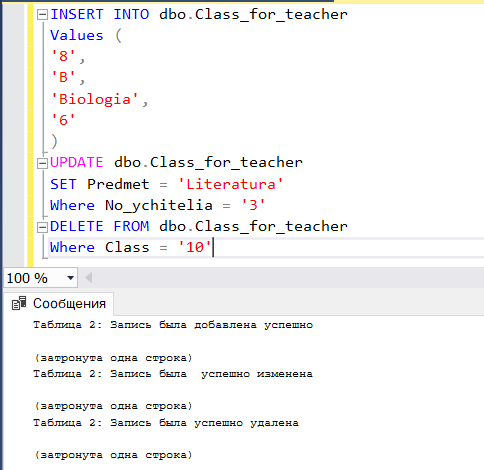 INSERT INTO dbo.Class_for_teacher
Values (
'8',
'B',
'Biologia',
'6'
)
UPDATE dbo.Class_for_teacher
SET Predmet = 'Literatura'
Where No_ychitelia = '3'
DELETE FROM dbo.Class_for_teacher
Where Class = '10'
100 %
Сообщения
Таблица 2: Запись была добавлена успешно
(затронута одна строка)
Таблица 2: Запись была  успешно изменена
(затронута одна строка)
Таблица 2: Запись была успешно удалена
(затронута одна строка)